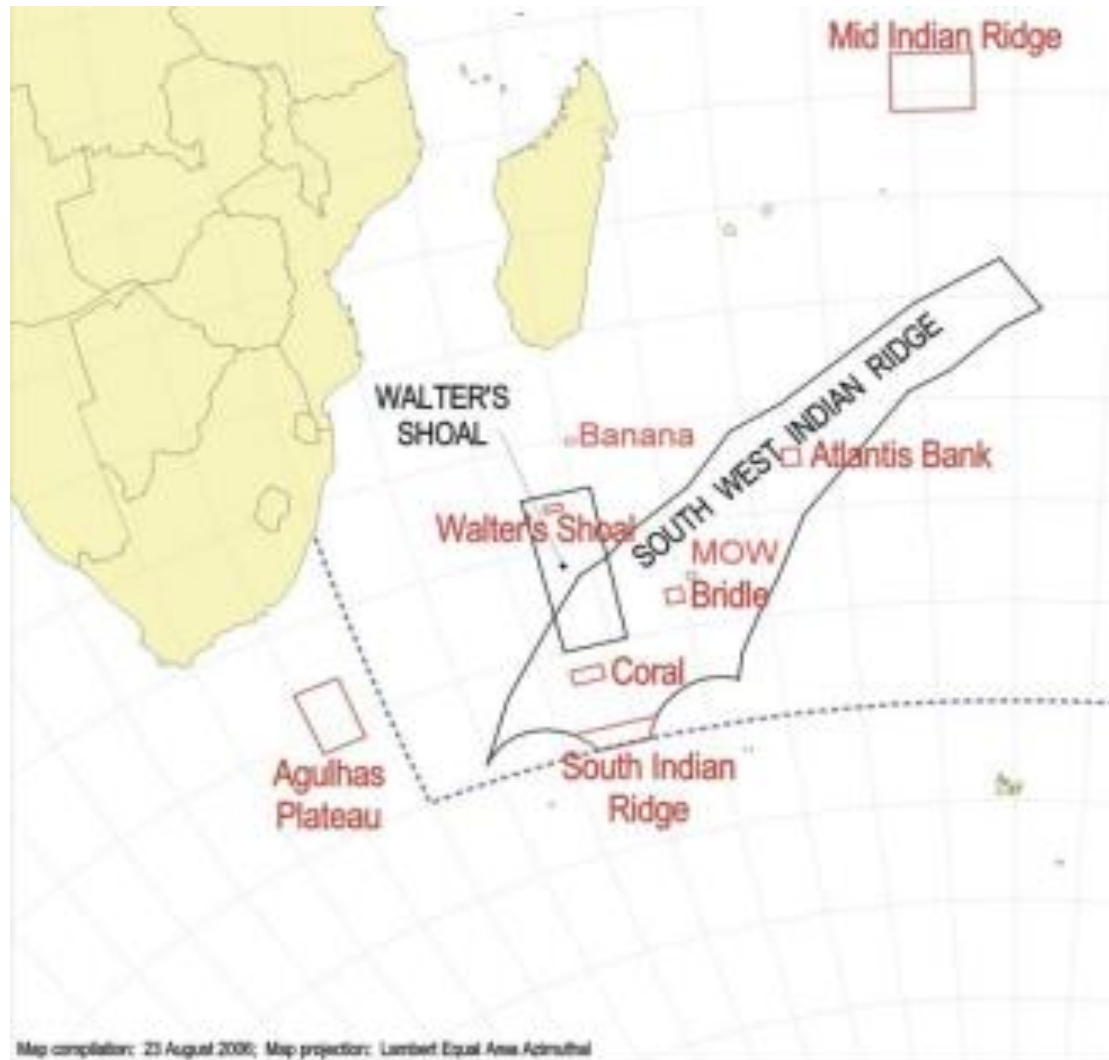 Mid Indian Ridge
WALTER'S
SHOAL
Banana
SOUTH WEST INDIAN RIDGE
Atlantis Bank
Walter's Shoal
MOW
Bridle
Coral
South Indian
Ridge
Agulhas
Plateau
Map compilation: 23 August 2006; Map projection: Lambert Equal Area Azimuthal